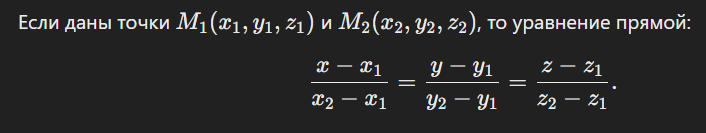 Если даны точки M₁(x₁, y₁, z₁) и M₂(x₂, y₂, z₂), то уравнение прямой:
(x − x₁)/(x₂ − x₁) = (y − y₁)/(y₂ − y₁) = (z − z₁)/(z₂ − z₁).